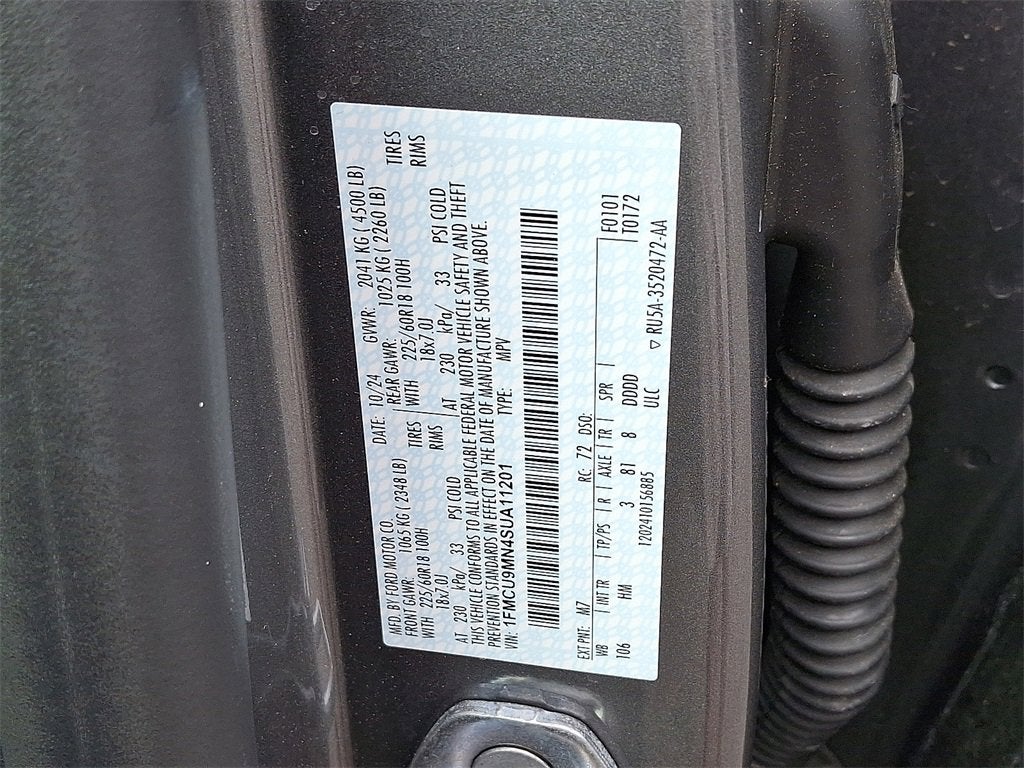 MFD. BY FORD MOTOR CO. DATE: 10/24 GVWR: 2041 KG ( 4500 LB)
FRONT GAWR: 1065 KG ( 2348 LB) REAR GAWR: 1025 KG ( 2260 LB)
WITH 225/60R18 100H TIRES WITH 225/60R18 100H TIRES
18x7.0J RIMS 18x7.0J RIMS
AT 230 kPa/ 33 PSI COLD AT 230 kPa/ 33 PSI COLD
THIS VEHICLE CONFORMS TO ALL APPLICABLE FEDERAL MOTOR VEHICLE SAFETY AND THEFT
PREVENTION STANDARDS IN EFFECT ON THE DATE OF MANUFACTURE SHOWN ABOVE.
VIN: 1FMCU9MN4SUA11201 TYPE: MPV
EXT PNT: M7 RC: 72 DSO:
WB INT TR TP/PS R AXLE TR SPR F0101
106 HM 3 81 8 DDDD T0172
ULC
1202410156885 ▽ RU5A-3520472-AA